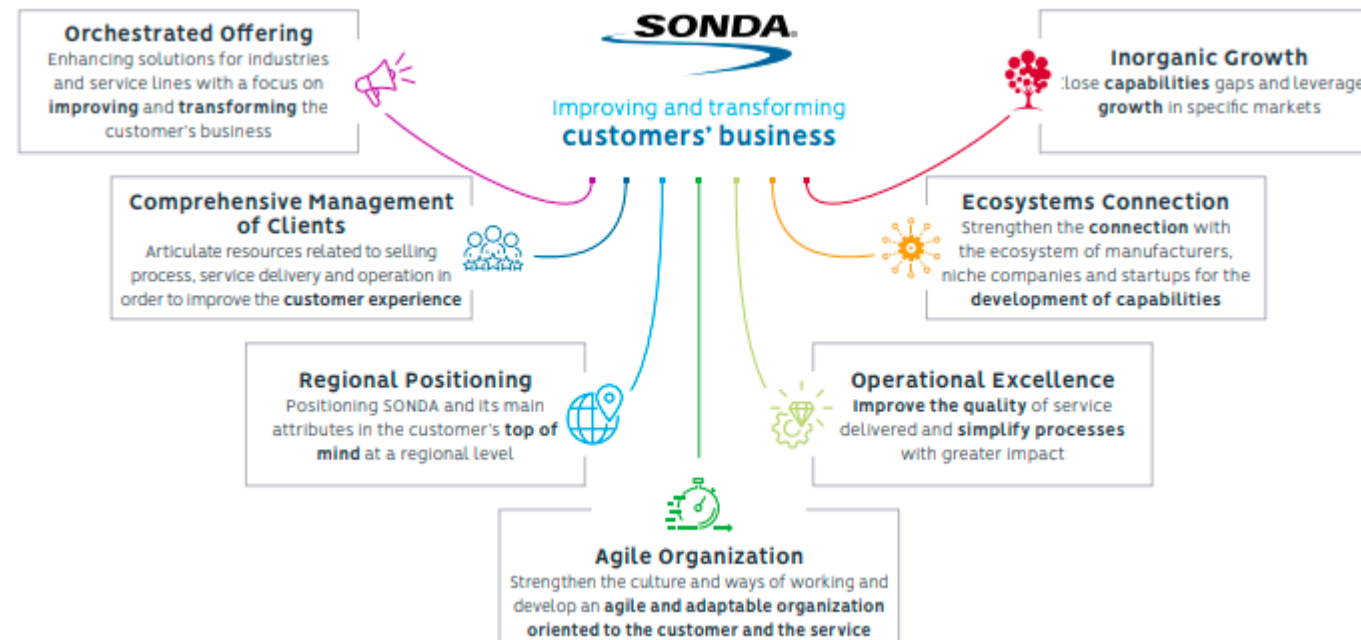 SONDA
Improving and transforming
customers' business
Orchestrated Offering
Enhancing solutions for industries
and service lines with a focus on
improving and transforming the
customer's business
Comprehensive Management
of Clients
Articulate resources related to selling
process, service delivery and operation in
order to improve the customer experience
Regional Positioning
Positioning SONDA and its main
attributes in the customer's top of
mind at a regional level
Agile Organization
Strengthen the culture and ways of working and
develop an agile and adaptable organization
oriented to the customer and the service
Operational Excellence
Improve the quality of service
delivered and simplify processes
with greater impact
Ecosystems Connection
Strengthen the connection with
the ecosystem of manufacturers,
niche companies and startups for the
development of capabilities
Inorganic Growth
lose capabilities gaps and leverage
growth in specific markets